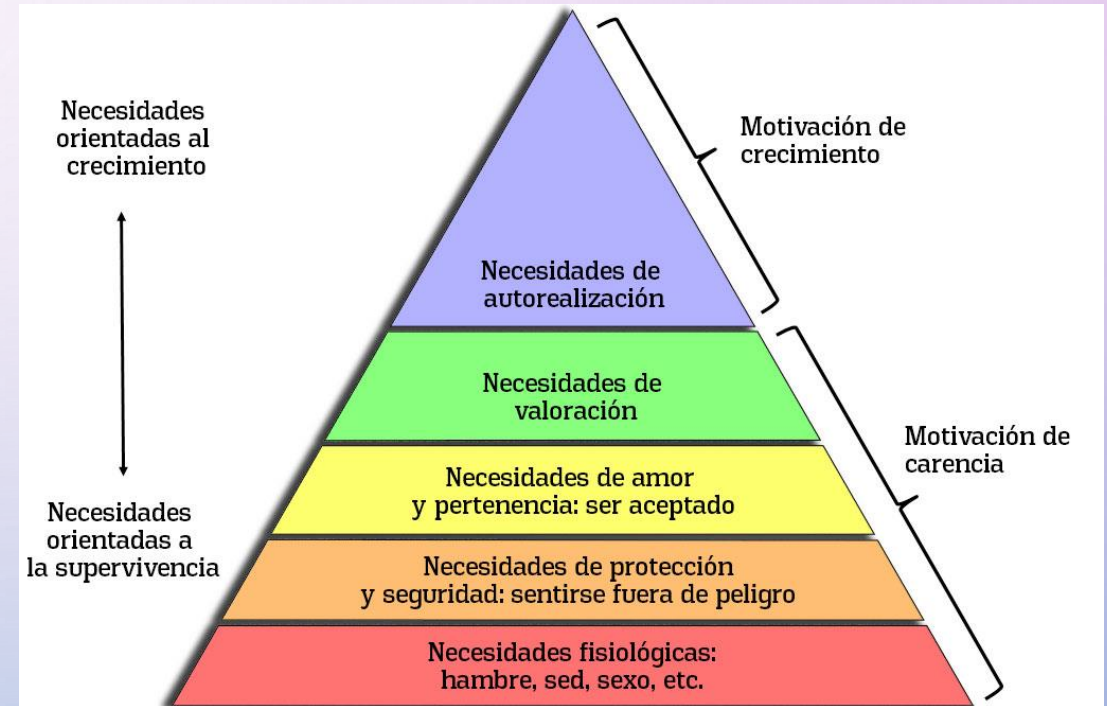 Necesidades
orientadas al
crecimiento
Motivación de
crecimiento
Necesidades de
autorealización
Necesidades de
valoración
Motivación de
carencia
Necesidades de amor
y pertenencia: ser aceptado
Necesidades
orientadas a
la supervivencia
Necesidades de protección
y seguridad: sentirse fuera de peligro
Necesidades fisiológicas:
hambre, sed, sexo, etc.